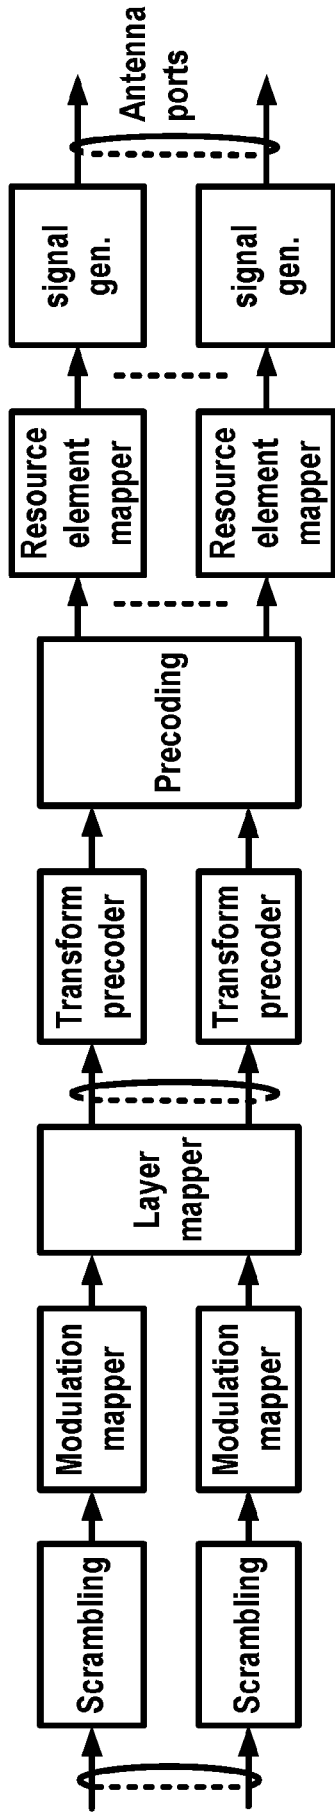 Scrambling
Scrambling
Modulation
mapper
Modulation
mapper
Layer
mapper
Transform
precoder
Transform
precoder
Precoding
Resource
element
mapper
Resource
element
mapper
signal
gen.
signal
gen.
Antenna
ports